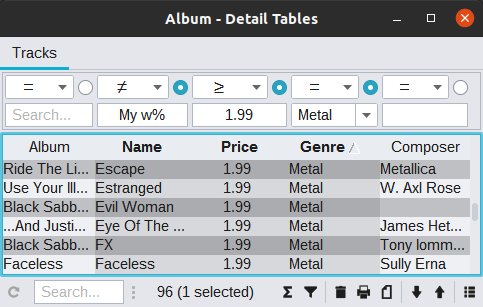 Album - Detail Tables
Tracks
= ≠ ≥ = =
Search... My w% 1.99 Metal
Album Name Price Genre Composer
Ride The Li... Escape 1.99 Metal Metallica
Use Your Ill... Estranged 1.99 Metal W. Axl Rose
Black Sabb... Evil Woman 1.99 Metal
...And Justi... Eye Of The ... 1.99 Metal James Het...
Black Sabb... FX 1.99 Metal Tony Iomm...
Faceless Faceless 1.99 Metal Sully Erna
Search... 96 (1 selected) Σ